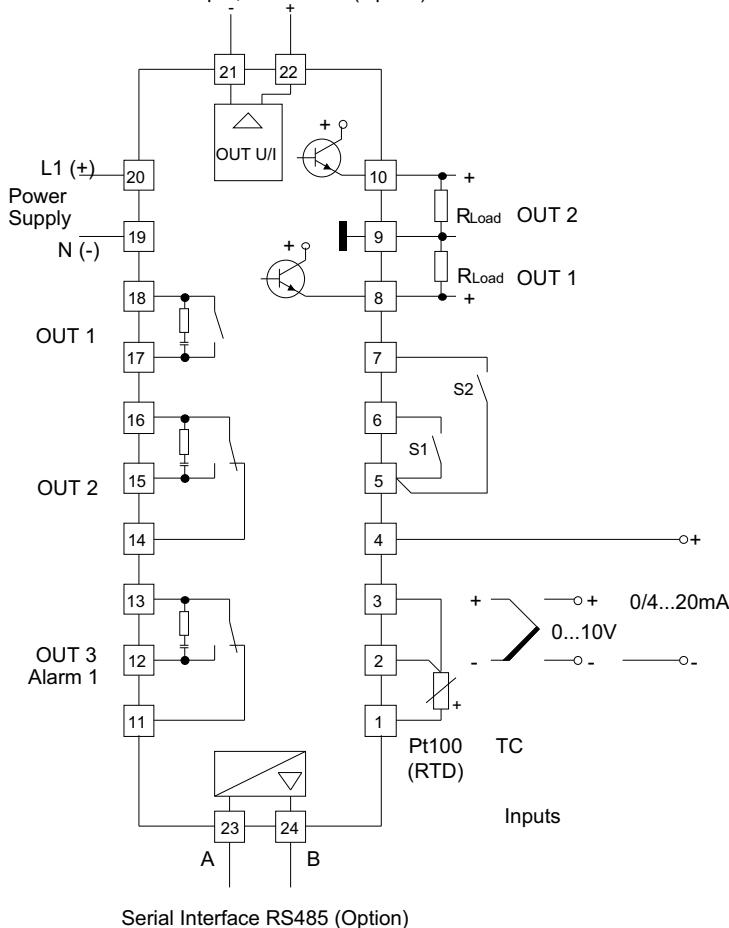 - +
21 22
OUT U/I
+
L1 (+)
20
10
+
Power
Supply
RLoad OUT 2
19
9
N (-)
+
RLoad OUT 1
18
8
+
OUT 1
17
7
S2
16
6
S1
OUT 2
15
5
14
4
+
13
3
+ + 0/4...20mA
0...10V
OUT 3
Alarm 1
12
2
- - -
+
11
1
Pt100 TC
(RTD)
Inputs
23 24
A B
Serial Interface RS485 (Option)